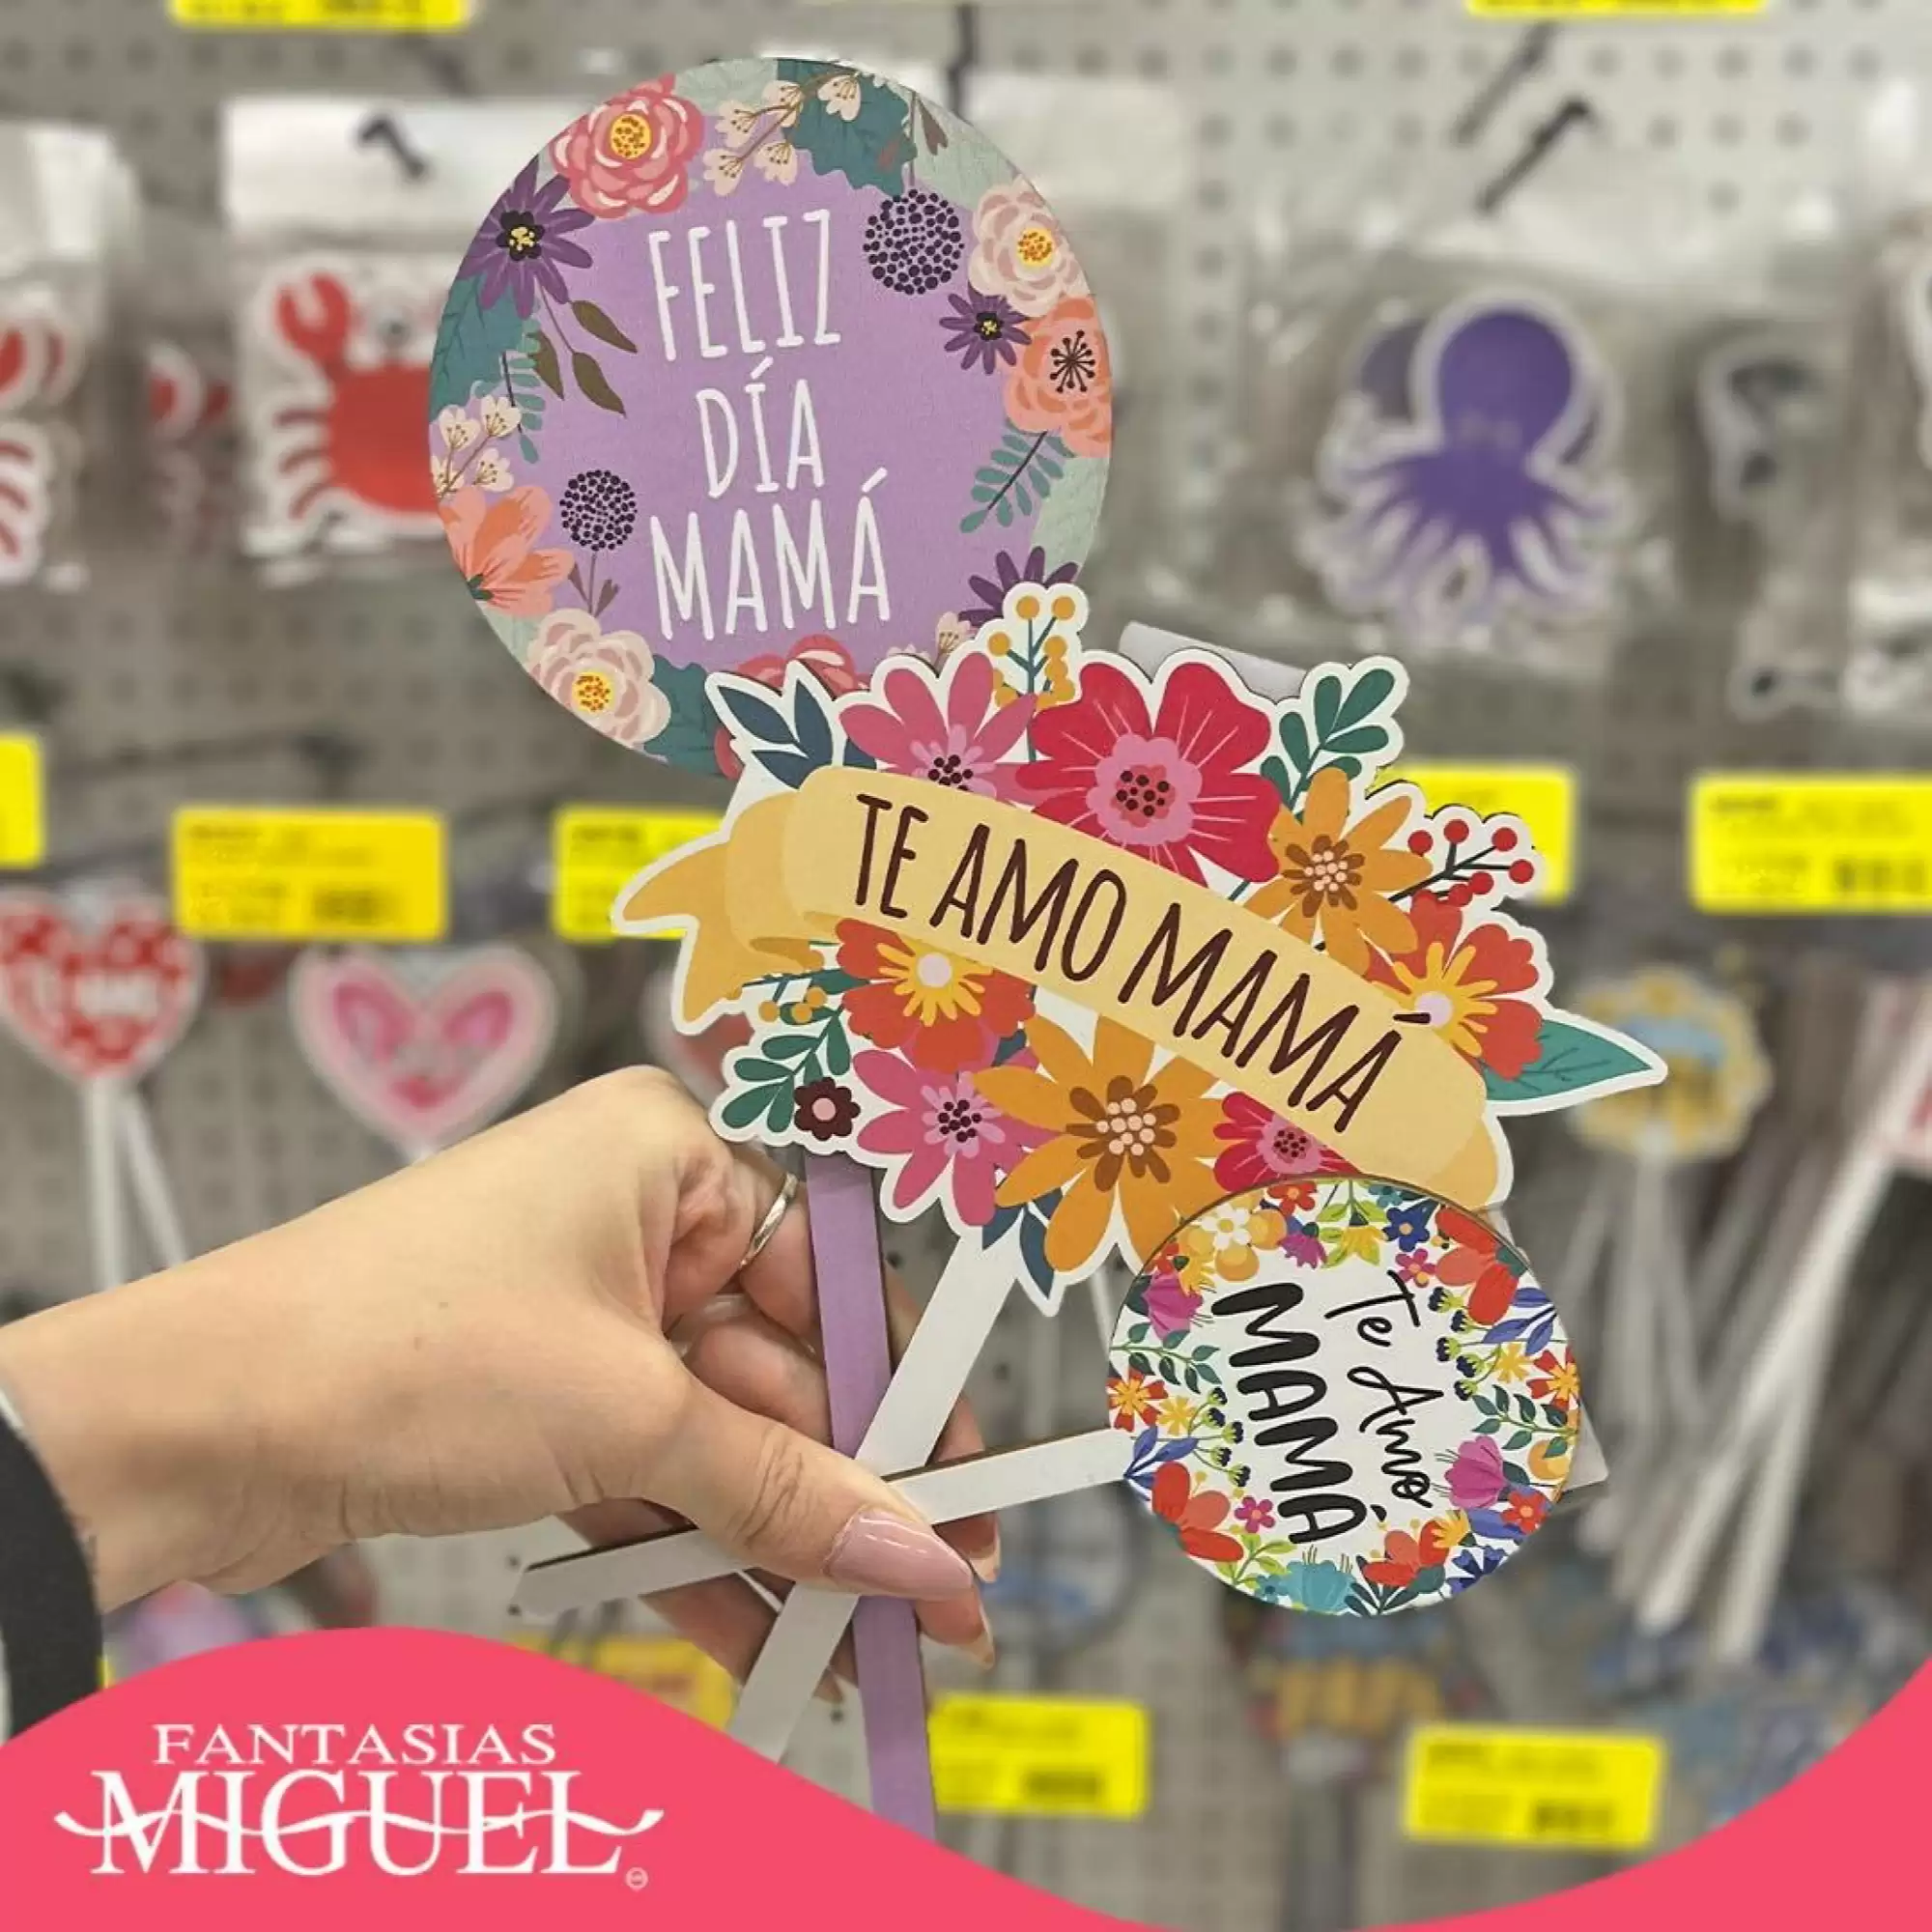 FELIZ
DÍA
MAMÁ
TE AMO MAMÁ
Te Amo
MAMÁ
FANTASIAS
MIGUEL